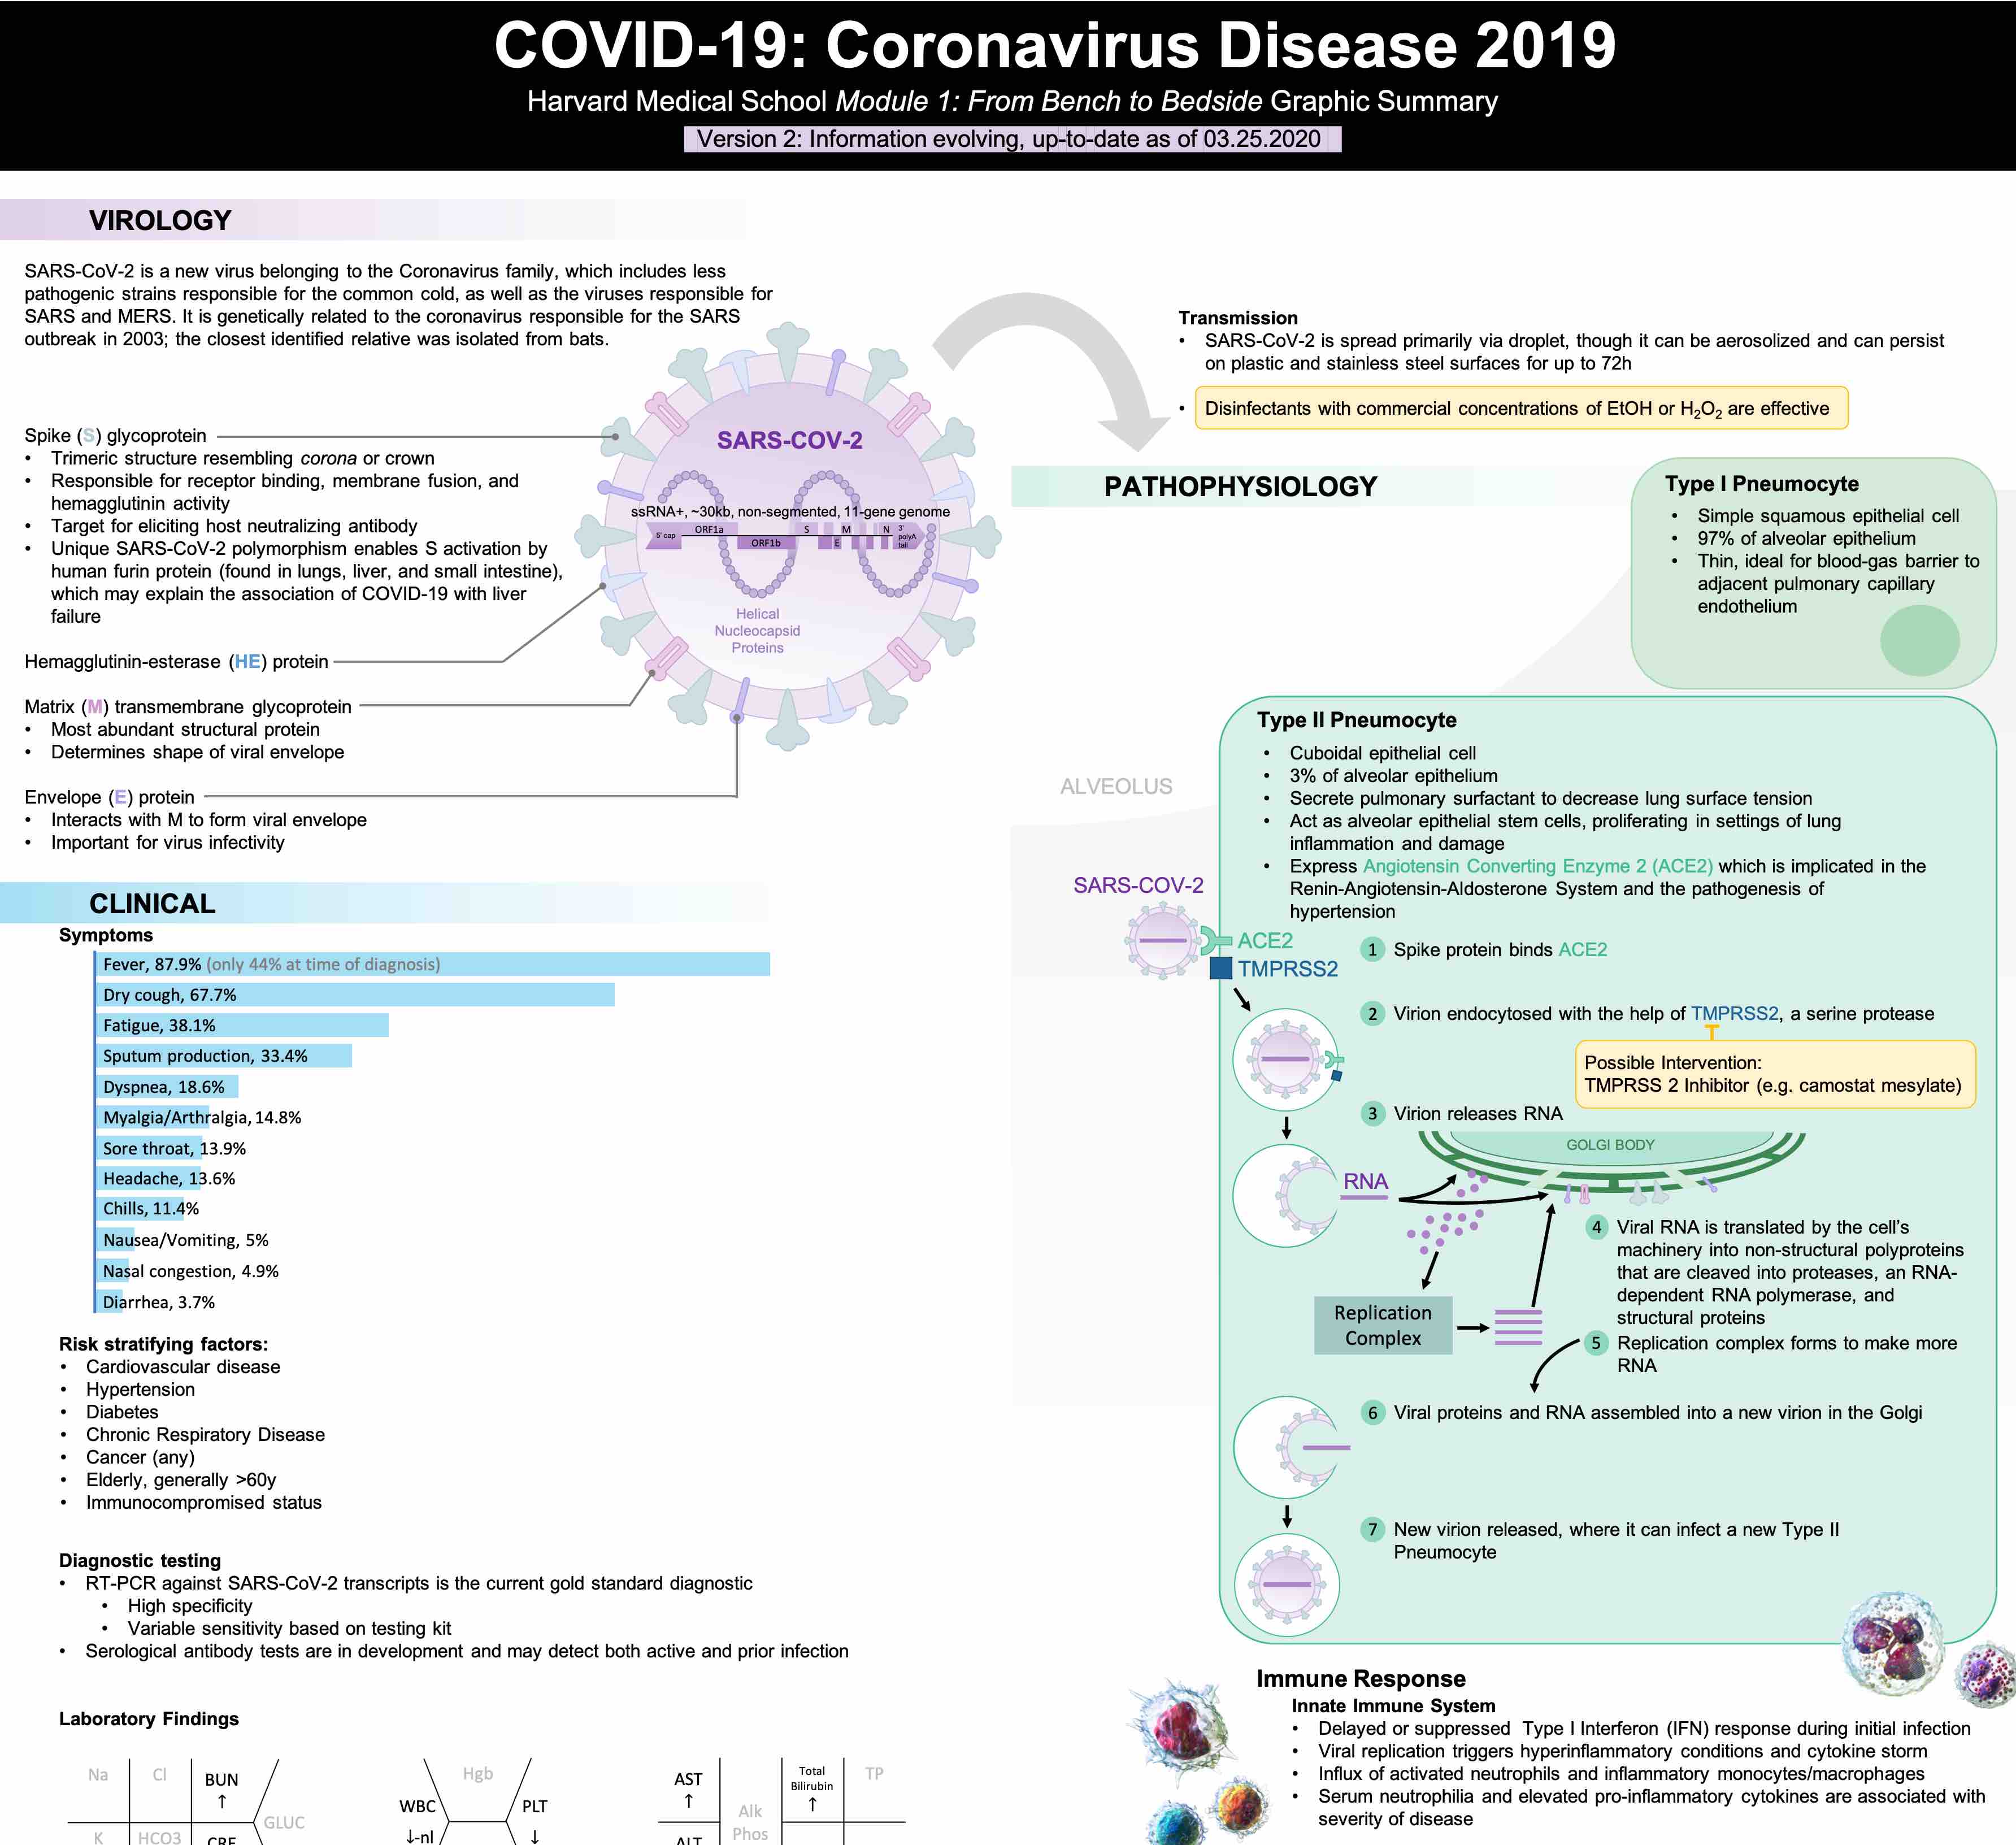 COVID-19: Coronavirus Disease 2019
Harvard Medical School Module 1: From Bench to Bedside Graphic Summary
Version 2: Information evolving, up-to-date as of 03.25.2020
VIROLOGY
SARS-CoV-2 is a new virus belonging to the Coronavirus family, which includes less
pathogenic strains responsible for the common cold, as well as the viruses responsible for
SARS and MERS. It is genetically related to the coronavirus responsible for the SARS
outbreak in 2003; the closest identified relative was isolated from bats.
Spike (S) glycoprotein
• Trimeric structure resembling corona or crown
• Responsible for receptor binding, membrane fusion, and
hemagglutinin activity
• Target for eliciting host neutralizing antibody
• Unique SARS-CoV-2 polymorphism enables S activation by
human furin protein (found in lungs, liver, and small intestine),
which may explain the association of COVID-19 with liver
failure
Hemagglutinin-esterase (HE) protein
Matrix (M) transmembrane glycoprotein
• Most abundant structural protein
• Determines shape of viral envelope
Envelope (E) protein
• Interacts with M to form viral envelope
• Important for virus infectivity
SARS-COV-2
ssRNA+, ~30kb, non-segmented, 11-gene genome
5' cap
ORF1a
ORF1b
S
E
M
N
3'
polyA
tail
Helical
Nucleocapsid
Proteins
CLINICAL
Symptoms
Fever, 87.9% (only 44% at time of diagnosis)
Dry cough, 67.7%
Fatigue, 38.1%
Sputum production, 33.4%
Dyspnea, 18.6%
Myalgia/Arthralgia, 14.8%
Sore throat, 13.9%
Headache, 13.6%
Chills, 11.4%
Nausea/Vomiting, 5%
Nasal congestion, 4.9%
Diarrhea, 3.7%
Risk stratifying factors:
• Cardiovascular disease
• Hypertension
• Diabetes
• Chronic Respiratory Disease
• Cancer (any)
• Elderly, generally >60y
• Immunocompromised status
Diagnostic testing
• RT-PCR against SARS-CoV-2 transcripts is the current gold standard diagnostic
• High specificity
• Variable sensitivity based on testing kit
• Serological antibody tests are in development and may detect both active and prior infection
Laboratory Findings
Na
Cl
BUN
↑
GLUC
K
HCO3
CRE
Hgb
WBC
↓-nl
PLT
↓
AST
↑
ALT
Alk
Phos
Total
Bilirubin
↑
TP
Transmission
• SARS-CoV-2 is spread primarily via droplet, though it can be aerosolized and can persist
on plastic and stainless steel surfaces for up to 72h
• Disinfectants with commercial concentrations of EtOH or H₂O₂ are effective
PATHOPHYSIOLOGY
Type I Pneumocyte
• Simple squamous epithelial cell
• 97% of alveolar epithelium
• Thin, ideal for blood-gas barrier to
adjacent pulmonary capillary
endothelium
Type II Pneumocyte
• Cuboidal epithelial cell
• 3% of alveolar epithelium
• Secrete pulmonary surfactant to decrease lung surface tension
• Act as alveolar epithelial stem cells, proliferating in settings of lung
inflammation and damage
• Express Angiotensin Converting Enzyme 2 (ACE2) which is implicated in the
Renin-Angiotensin-Aldosterone System and the pathogenesis of
hypertension
ALVEOLUS
SARS-COV-2
ACE2
TMPRSS2
1 Spike protein binds ACE2
2 Virion endocytosed with the help of TMPRSS2, a serine protease
Possible Intervention:
TMPRSS 2 Inhibitor (e.g. camostat mesylate)
3 Virion releases RNA
GOLGI BODY
RNA
4 Viral RNA is translated by the cell's
machinery into non-structural polyproteins
that are cleaved into proteases, an RNA-
dependent RNA polymerase, and
structural proteins
Replication
Complex
5 Replication complex forms to make more
RNA
6 Viral proteins and RNA assembled into a new virion in the Golgi
7 New virion released, where it can infect a new Type II
Pneumocyte
Immune Response
Innate Immune System
• Delayed or suppressed Type I Interferon (IFN) response during initial infection
• Viral replication triggers hyperinflammatory conditions and cytokine storm
• Influx of activated neutrophils and inflammatory monocytes/macrophages
• Serum neutrophilia and elevated pro-inflammatory cytokines are associated with
severity of disease